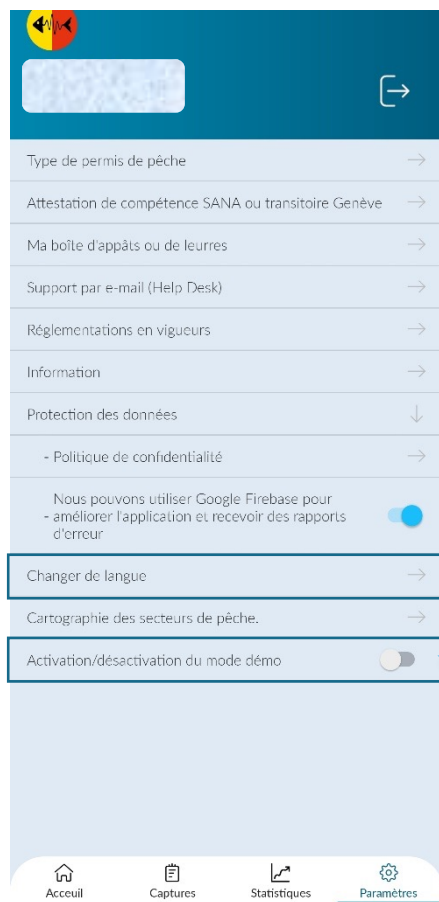 Type de permis de pêche
Attestation de compétence SANA ou transitoire Genève
Ma boîte d'appâts ou de leurres
Support par e-mail (Help Desk)
Réglementations en vigueurs
Information
Protection des données
- Politique de confidentialité
Nous pouvons utiliser Google Firebase pour
- améliorer l'application et recevoir des rapports
d'erreur
Changer de langue
Cartographie des secteurs de pêche.
Activation/désactivation du mode démo
Acceuil
Captures
Statistiques
Paramètres